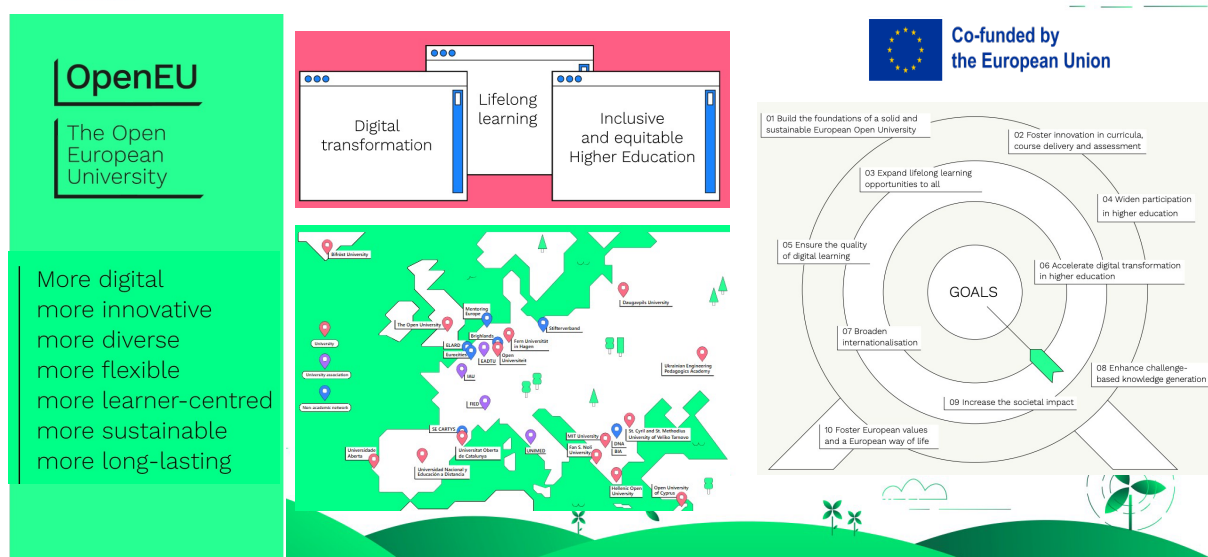 OpenEU
The Open
European
University
More digital
more innovative
more diverse
more flexible
more learner-centred
more sustainable
more long-lasting
Digital
transformation
Lifelong
learning
Inclusive
and equitable
Higher Education
Bifröst University
University
University association
Non academic network
Mentoring
Europe
The Open University
Brightlands
ELARD
Eurocities
EADTU
Fern Universität
in Hagen
Open
Universiteit
Stifterverband
Daugavpils University
Ukrainian Engineering
Pedagogics Academy
IAU
FIED
SE CARTYS
Universitat Oberta
de Catalunya
Universidade
Aberta
Universidad Nacional y
Educación a Distancia
UNIMED
MIT University
Fan S. Noli
University
DNA
BIA
St. Cyril and St. Methodius
University of Veliko Tarnovo
Hellenic Open
University
Open University
of Cyprus
Co-funded by
the European Union
01 Build the foundations of a solid and
sustainable European Open University
02 Foster innovation in curricula,
course delivery and assessment
03 Expand lifelong learning
opportunities to all
04 Widen participation
in higher education
05 Ensure the quality
of digital learning
06 Accelerate digital transformation
in higher education
GOALS
07 Broaden
internationalisation
08 Enhance challenge-
based knowledge generation
09 Increase the societal impact
10 Foster European values
and a European way of life